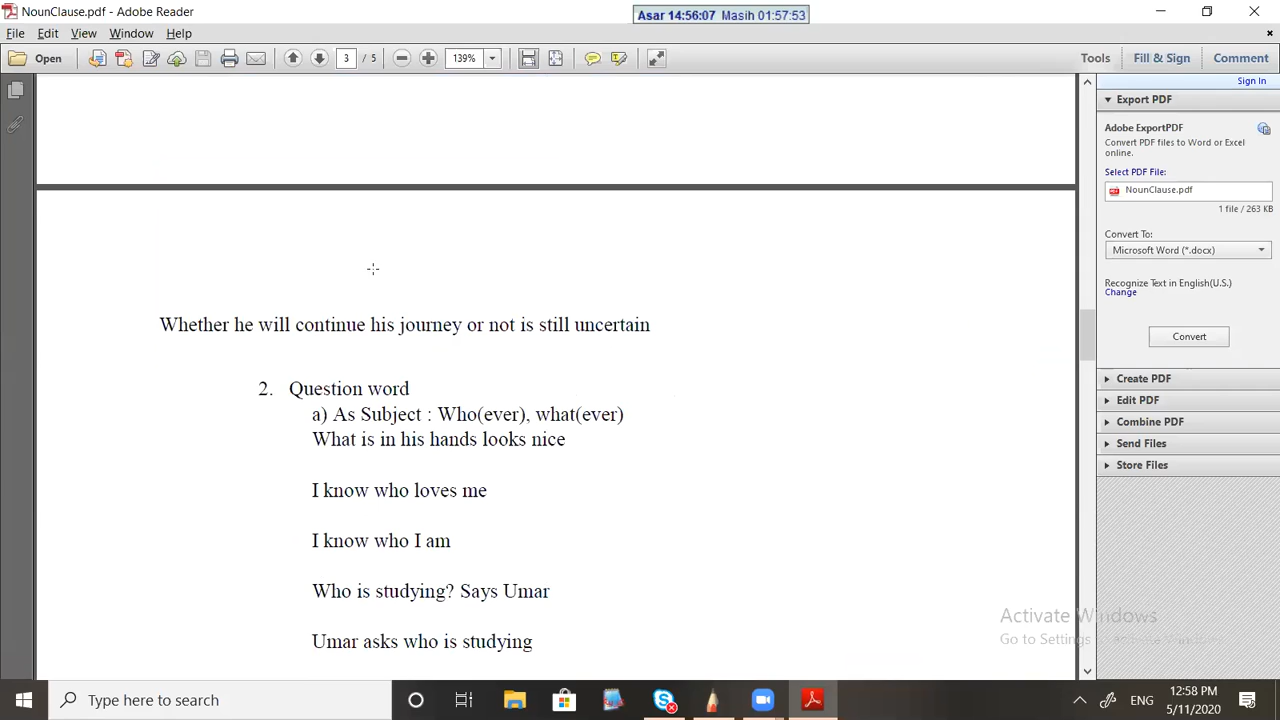 NounClause.pdf - Adobe Reader
Asar 14:56:07 Masih 01:57:53
File Edit View Window Help
Open
3 / 5
139%
Tools Fill & Sign Comment
Sign In
Export PDF
Adobe ExportPDF
Convert PDF files to Word or Excel
online.
Select PDF File:
NounClause.pdf
1 file / 263 KB
Convert To:
Microsoft Word (*.docx)
Recognize Text in English(U.S.)
Change
Convert
Create PDF
Edit PDF
Combine PDF
Send Files
Store Files
Whether he will continue his journey or not is still uncertain
2. Question word
a) As Subject : Who(ever), what(ever)
What is in his hands looks nice
I know who loves me
I know who I am
Who is studying? Says Umar
Umar asks who is studying
Activate Windows
Go to Settings to activate Windows.
Type here to search
ENG
12:58 PM
5/11/2020